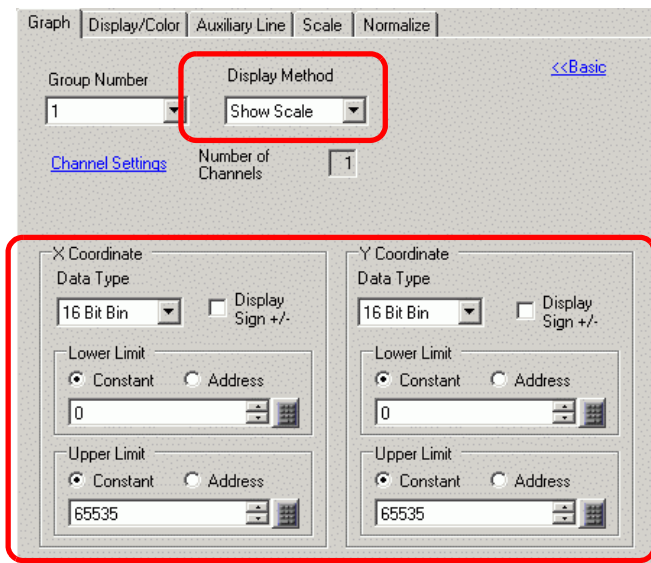 Graph Display/Color Auxiliary Line Scale Normalize
Group Number Display Method <<Basic
1 Show Scale
Channel Settings Number of Channels 1
X Coordinate
Data Type
16 Bit Bin Display Sign +/-
Lower Limit
Constant Address
0
Upper Limit
Constant Address
65535
Y Coordinate
Data Type
16 Bit Bin Display Sign +/-
Lower Limit
Constant Address
0
Upper Limit
Constant Address
65535